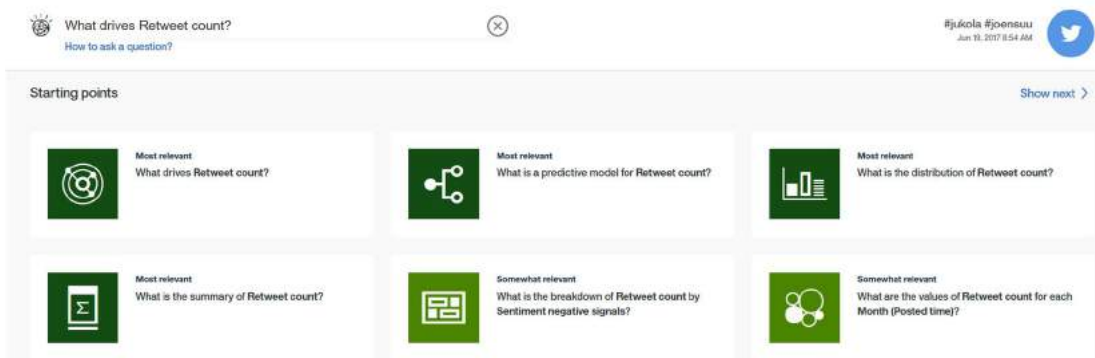 What drives Retweet count?
How to ask a question?
#jukola #joensuu
Jun 19, 2017 8:54 AM
Starting points
Show next
Most relevant
What drives Retweet count?
Most relevant
What is a predictive model for Retweet count?
Most relevant
What is the distribution of Retweet count?
Most relevant
What is the summary of Retweet count?
Somewhat relevant
What is the breakdown of Retweet count by
Sentiment negative signals?
Somewhat relevant
What are the values of Retweet count for each
Month (Posted time)?